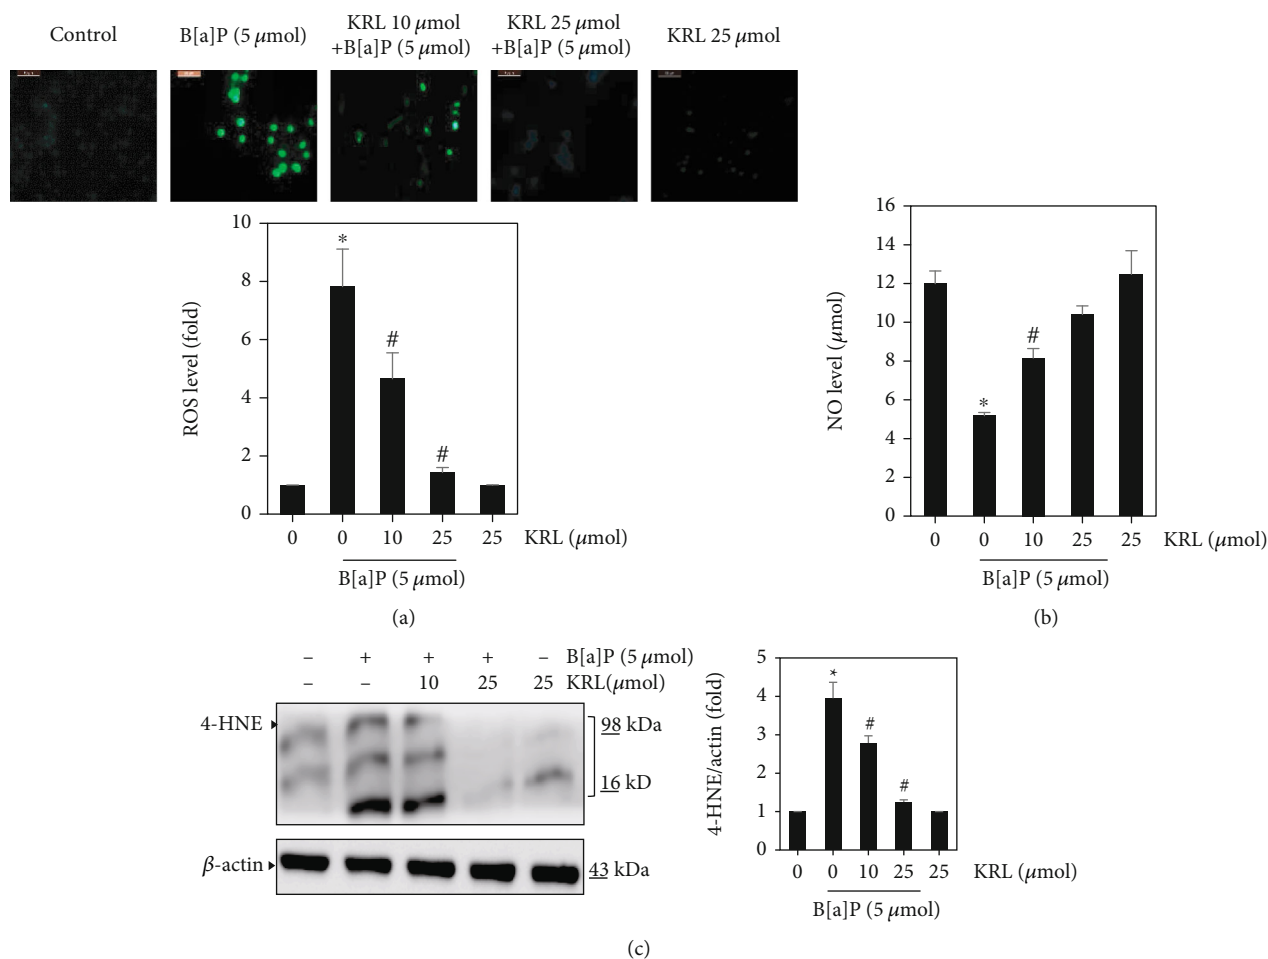 Control
B[a]P (5 μmol)
KRL 10 μmol
+B[a]P (5 μmol)
KRL 25 μmol
+B[a]P (5 μmol)
KRL 25 μmol
10
8
6
4
2
0
ROS level (fold)
*
#
#
0 0 10 25 25 KRL (μmol)
B[a]P (5 μmol)
(a)
16
14
12
10
8
6
4
2
0
NO level (μmol)
*
#
0 0 10 25 25 KRL (μmol)
B[a]P (5 μmol)
(b)
– + + + – B[a]P (5 μmol)
– – 10 25 25 KRL(μmol)
4-HNE
98 kDa
16 kD
β-actin
43 kDa
5
4
3
2
1
0
4-HNE/actin (fold)
*
#
#
0 0 10 25 25 KRL (μmol)
B[a]P (5 μmol)
(c)